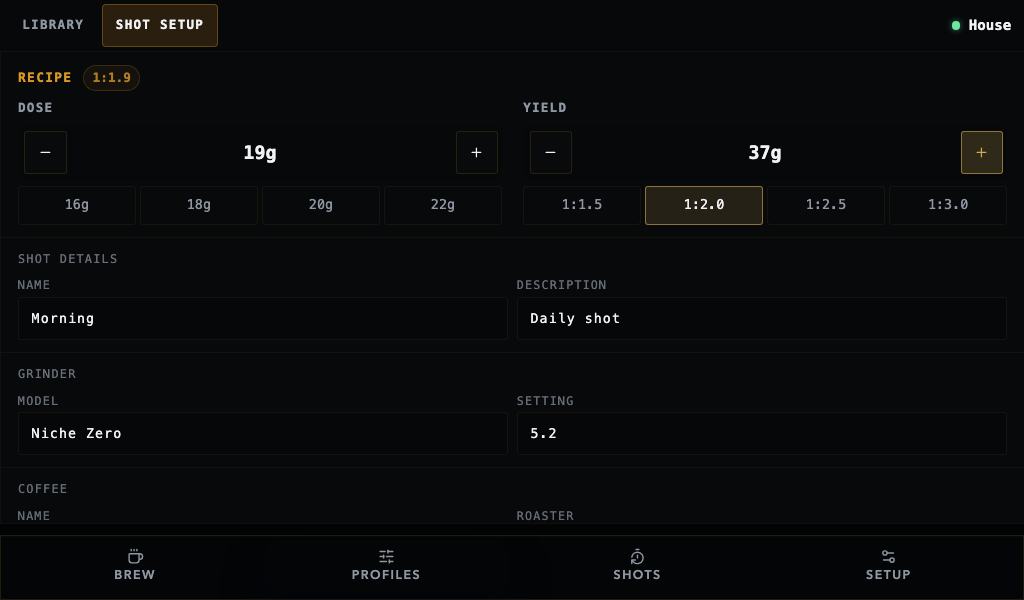 LIBRARY SHOT SETUP House
RECIPE 1:1.9
DOSE YIELD
− 19g + − 37g +
16g 18g 20g 22g 1:1.5 1:2.0 1:2.5 1:3.0
SHOT DETAILS
NAME DESCRIPTION
Morning Daily shot
GRINDER
MODEL SETTING
Niche Zero 5.2
COFFEE
NAME ROASTER
BREW PROFILES SHOTS SETUP